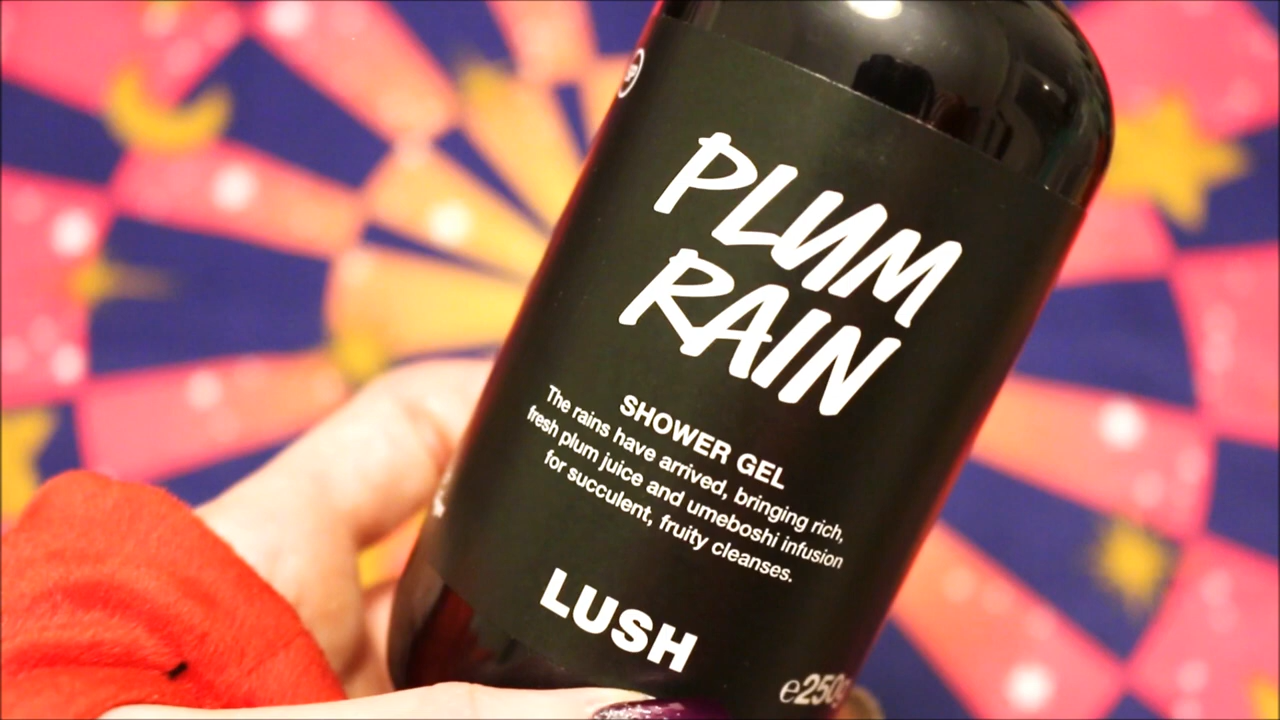 PLUM
RAIN
SHOWER GEL
The rains have arrived, bringing rich,
fresh plum juice and umeboshi infusion
for succulent, fruity cleanses.
LUSH
℮250g